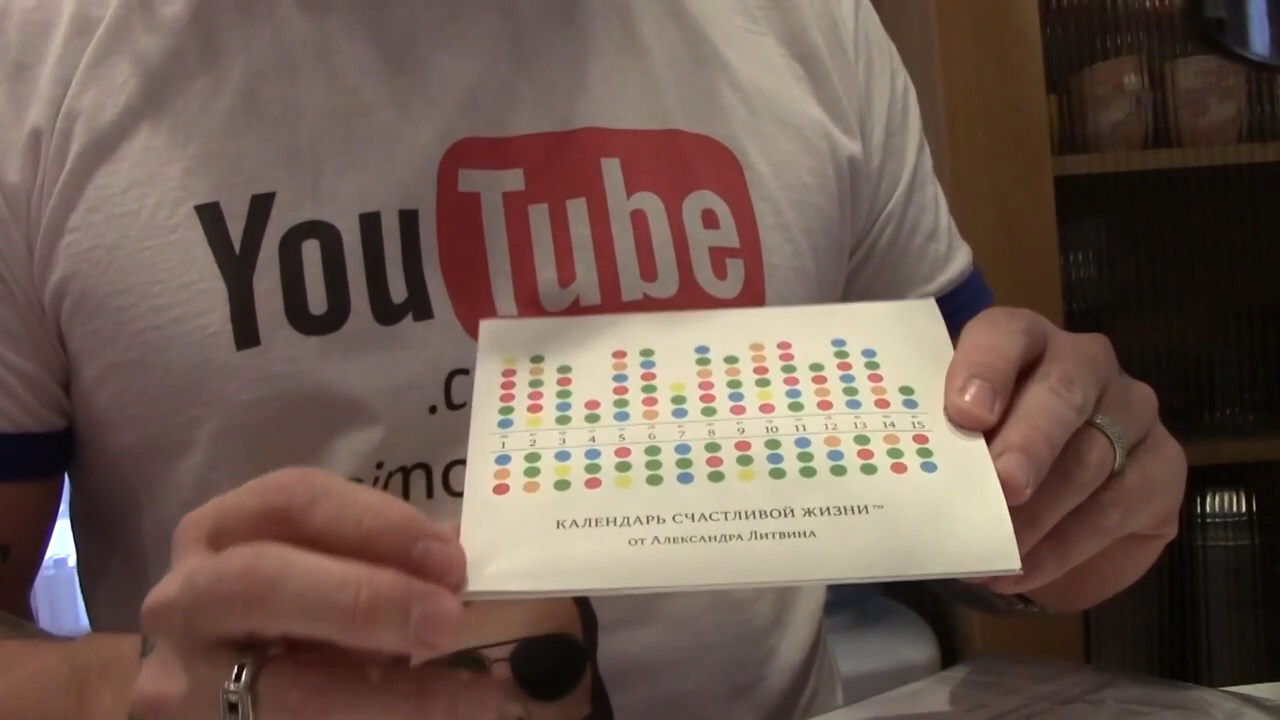 YouTube
.c
simo
1 2 3 4 5 6 7 8 9 10 11 12 13 14 15
КАЛЕНДАРЬ СЧАСТЛИВОЙ ЖИЗНИ™
ОТ АЛЕКСАНДРА ЛИТВИНА